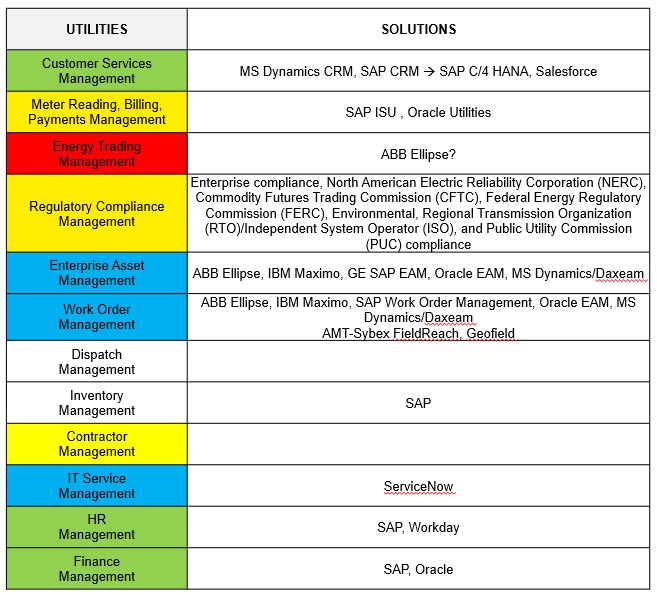 UTILITIES
SOLUTIONS
Customer Services
Management
MS Dynamics CRM, SAP CRM → SAP C/4 HANA, Salesforce
Meter Reading, Billing,
Payments Management
SAP ISU , Oracle Utilities
Energy Trading
Management
ABB Ellipse?
Regulatory Compliance
Management
Enterprise compliance, North American Electric Reliability Corporation (NERC),
Commodity Futures Trading Commission (CFTC), Federal Energy Regulatory
Commission (FERC), Environmental, Regional Transmission Organization
(RTO)/Independent System Operator (ISO), and Public Utility Commission
(PUC) compliance
Enterprise Asset
Management
ABB Ellipse, IBM Maximo, GE SAP EAM, Oracle EAM, MS Dynamics/Daxeam
Work Order
Management
ABB Ellipse, IBM Maximo, SAP Work Order Management, Oracle EAM, MS
Dynamics/Daxeam
AMT-Sybex FieldReach, Geofield
Dispatch
Management
Inventory
Management
SAP
Contractor
Management
IT Service
Management
ServiceNow
HR
Management
SAP, Workday
Finance
Management
SAP, Oracle